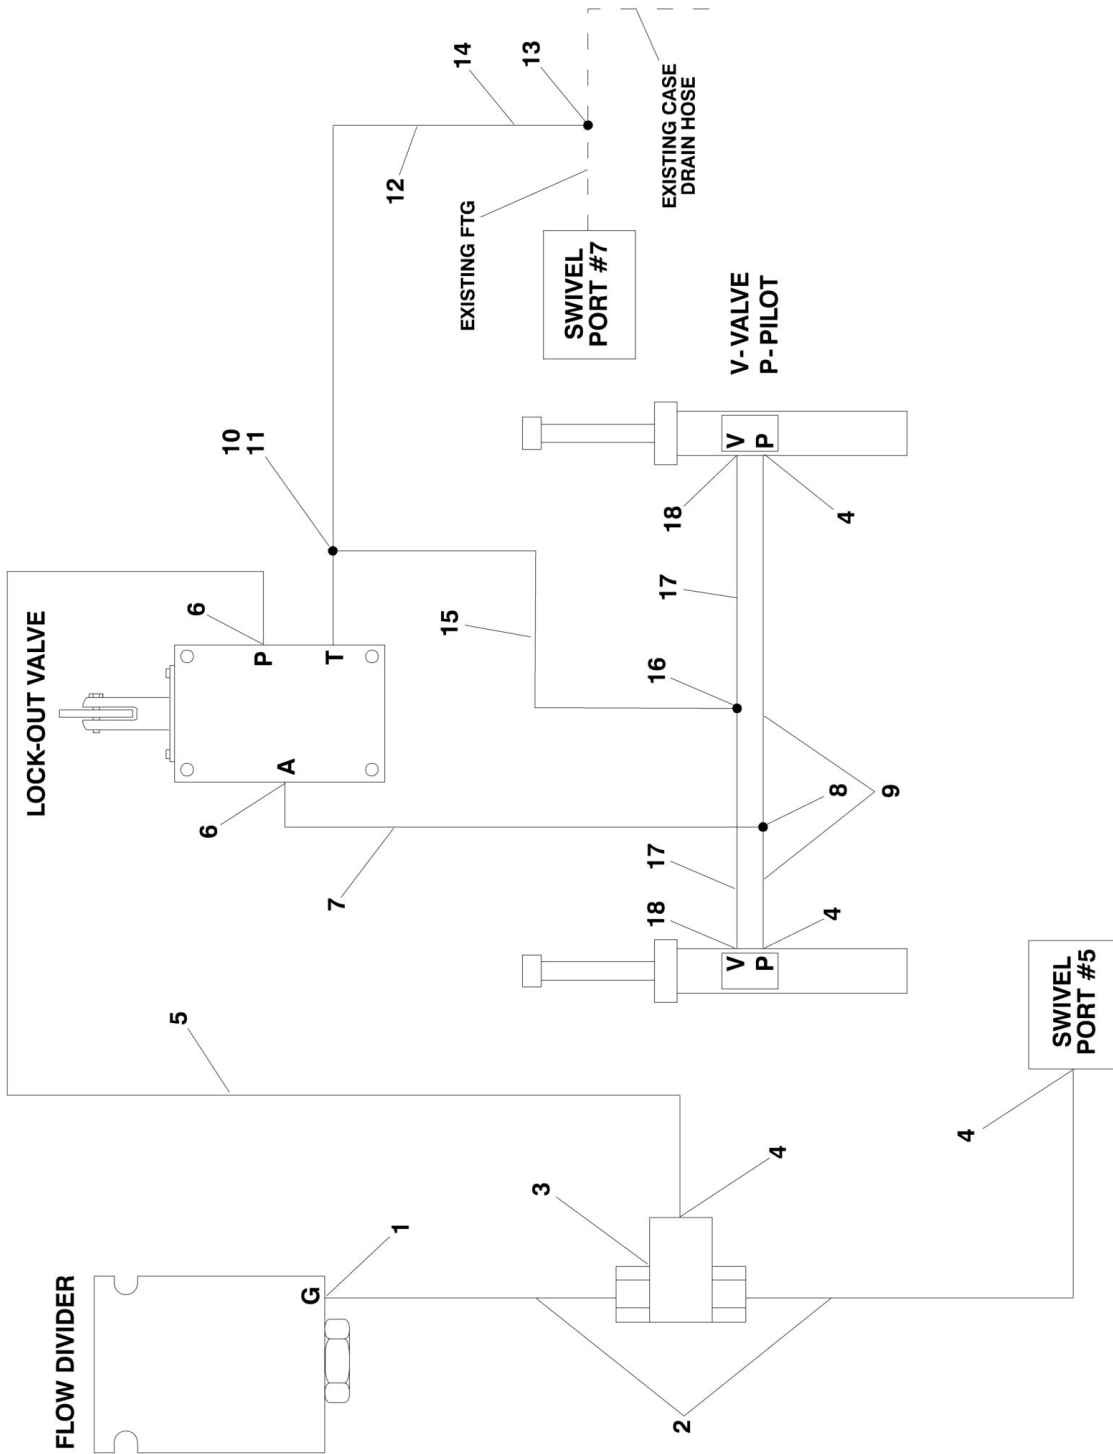 LOCK-OUT VALVE
FLOW DIVIDER
5
6
6
10
11
P
A
G
T
7
1
12
14
15
EXISTING FTG
13
3
SWIVEL
PORT #7
18
17
16
17
18
EXISTING CASE
DRAIN HOSE
2
V
V
V-VALVE
P
P
P-PILOT
4
4
8
4
9
4
SWIVEL
PORT #5